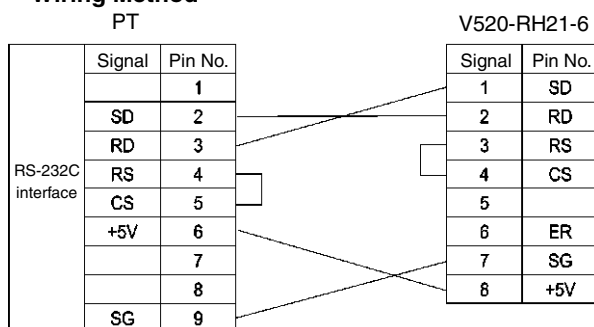 Wiring Method
PT
V520-RH21-6
Signal Pin No.
1
SD 2
RD 3
RS 4
CS 5
+5V 6
7
8
SG 9
RS-232C
interface
Signal Pin No.
1 SD
2 RD
3 RS
4 CS
5
6 ER
7 SG
8 +5V